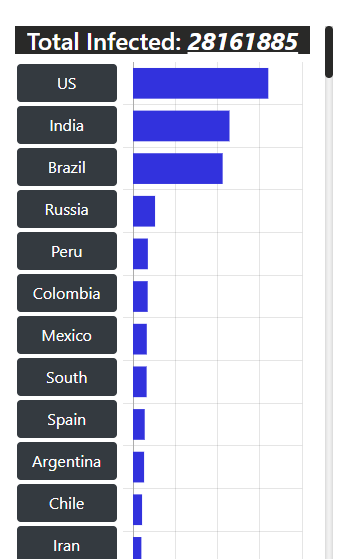 Total Infected: 28161885
US
India
Brazil
Russia
Peru
Colombia
Mexico
South
Spain
Argentina
Chile
Iran